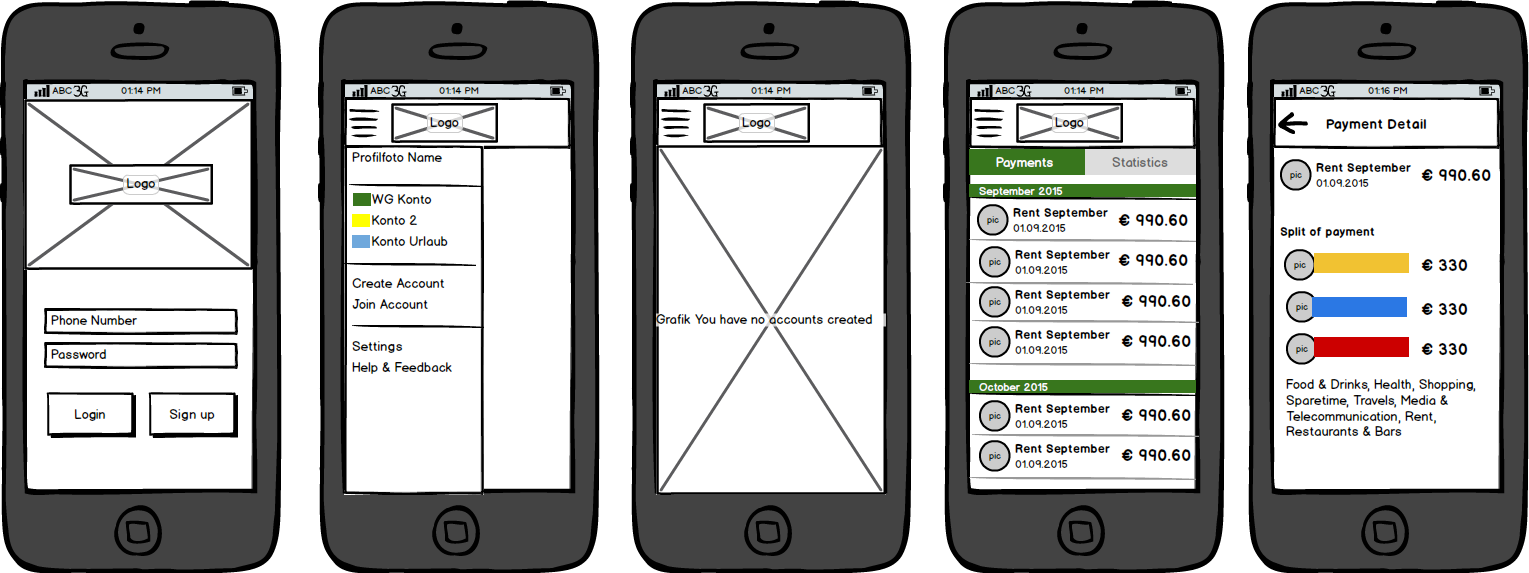 ABC 3G 01:14 PM
Logo
Phone Number
Password
Login Sign up
ABC 3G 01:14 PM
Logo
Profilfoto Name
WG Konto
Konto 2
Konto Urlaub
Create Account
Join Account
Settings
Help & Feedback
ABC 3G 01:14 PM
Logo
Grafik You have no accounts created
ABC 3G 01:14 PM
Logo
Payments Statistics
September 2015
pic Rent September € 990.60
01.09.2015
pic Rent September € 990.60
01.09.2015
pic Rent September € 990.60
01.09.2015
pic Rent September € 990.60
01.09.2015
October 2015
pic Rent September € 990.60
01.09.2015
pic Rent September € 990.60
01.09.2015
ABC 3G 01:16 PM
Payment Detail
pic Rent September € 990.60
01.09.2015
Split of payment
pic € 330
pic € 330
pic € 330
Food & Drinks, Health, Shopping,
Sparetime, Travels, Media &
Telecommunication, Rent,
Restaurants & Bars